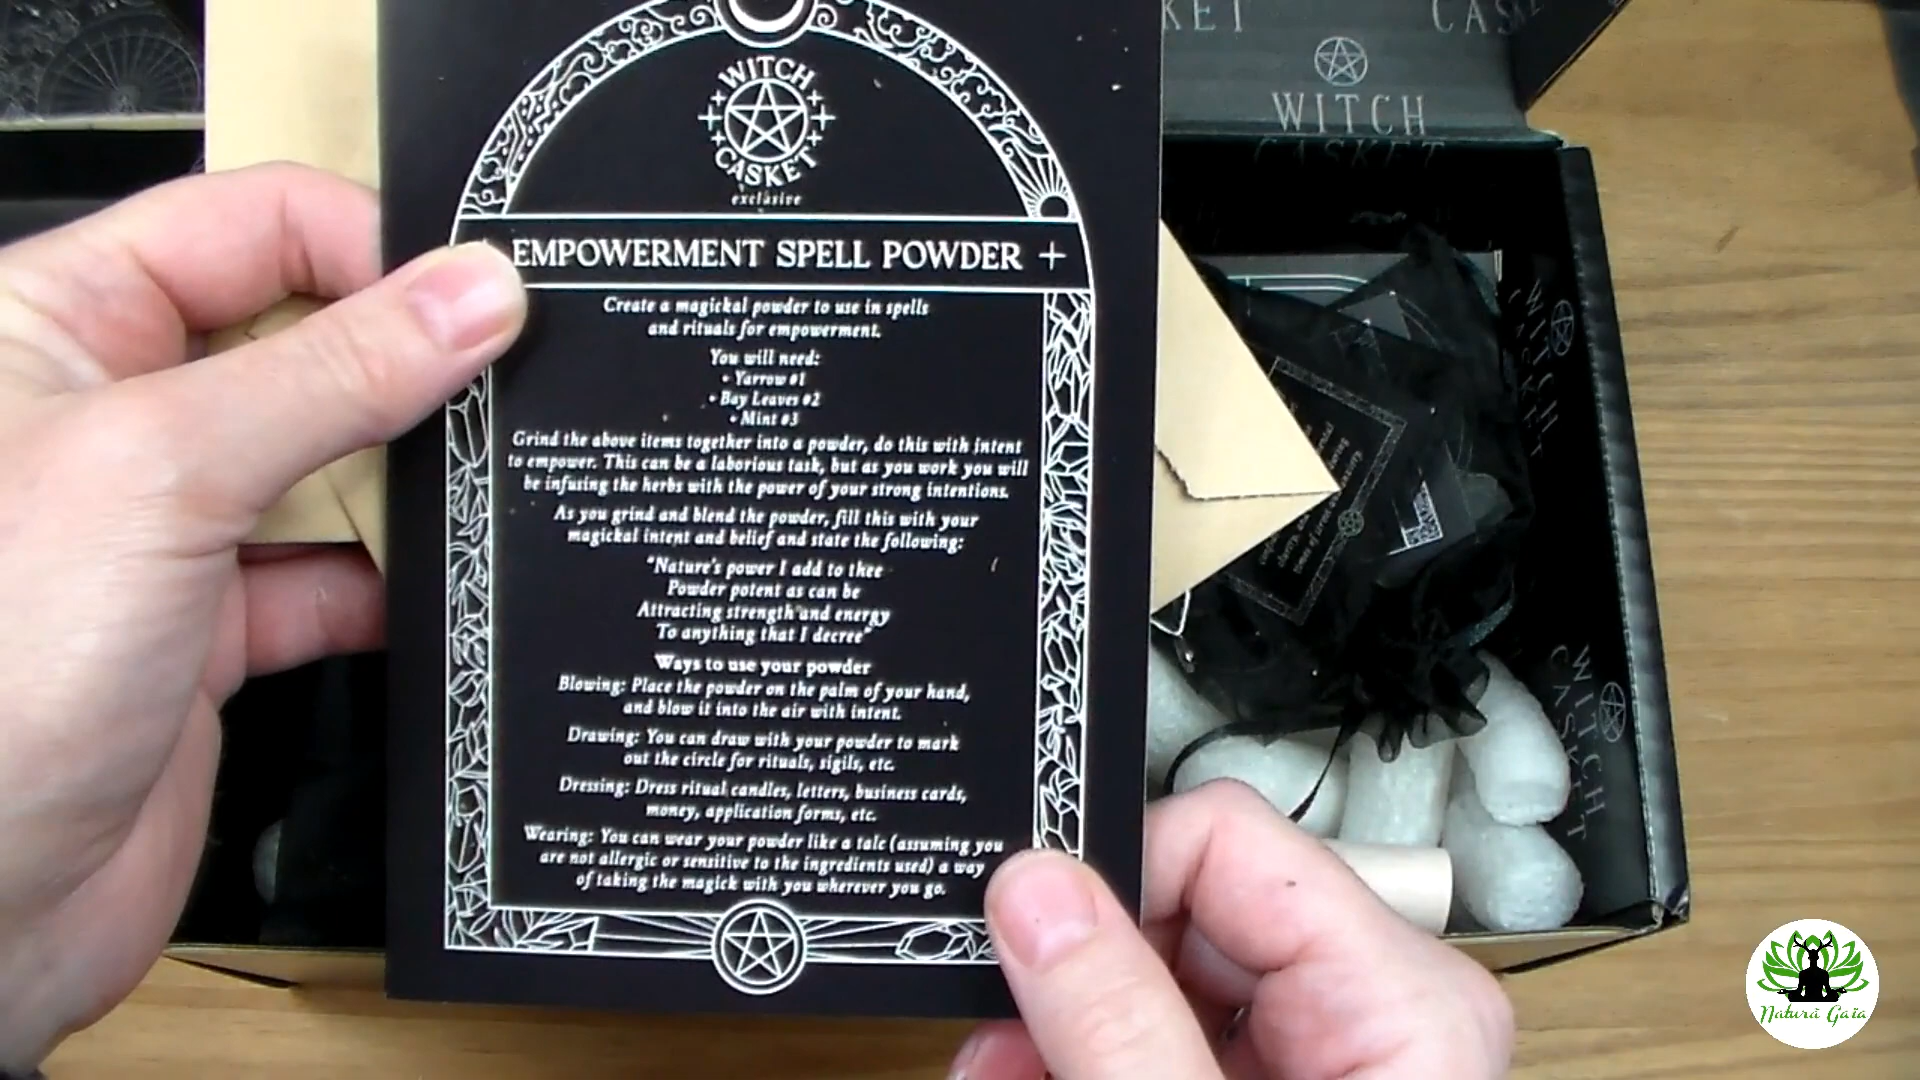 WITCH
CASKET
exclusive
EMPOWERMENT SPELL POWDER +
Create a magickal powder to use in spells
and rituals for empowerment.
You will need:
• Yarrow #1
• Bay Leaves #2
• Mint #3
Grind the above items together into a powder, do this with intent
to empower. This can be a laborious task, but as you work you will
be infusing the herbs with the power of your strong intentions.
As you grind and blend the powder, fill this with your
magickal intent and belief and state the following:
"Nature's power I add to thee
Powder potent as can be
Attracting strength and energy
To anything that I decree"
Ways to use your powder
Blowing: Place the powder on the palm of your hand,
and blow it into the air with intent.
Drawing: You can draw with your powder to mark
out the circle for rituals, sigils, etc.
Dressing: Dress ritual candles, letters, business cards,
money, application forms, etc.
Wearing: You can wear your powder like a talc (assuming you
are not allergic or sensitive to the ingredients used) a way
of taking the magick with you wherever you go.
KET
CAS
WITCH
CASKET
WITCH
CASKET
WITCH
CASKET
Natura Gaïa